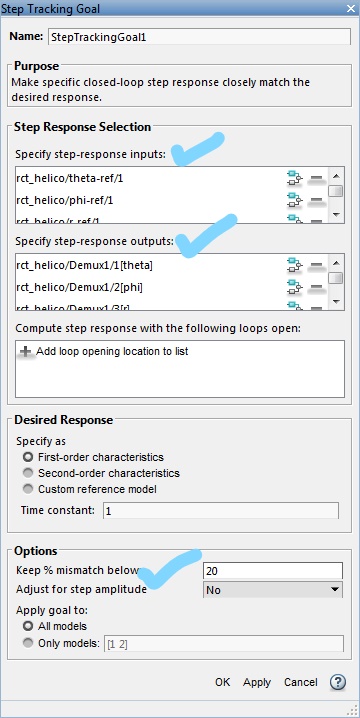 Step Tracking Goal
Name: StepTrackingGoal1
Purpose
Make specific closed-loop step response closely match the
desired response.
Step Response Selection
Specify step-response inputs:
rct_helico/theta-ref/1
rct_helico/phi-ref/1
rct_helico/r-ref/1
Specify step-response outputs:
rct_helico/Demux1/1[theta]
rct_helico/Demux1/2[phi]
rct_helico/Demux1/3[r]
Compute step response with the following loops open:
Add loop opening location to list
Desired Response
Specify as
First-order characteristics
Second-order characteristics
Custom reference model
Time constant: 1
Options
Keep % mismatch below 20
Adjust for step amplitude No
Apply goal to:
All models
Only models: [1 2]
OK Apply Cancel ?